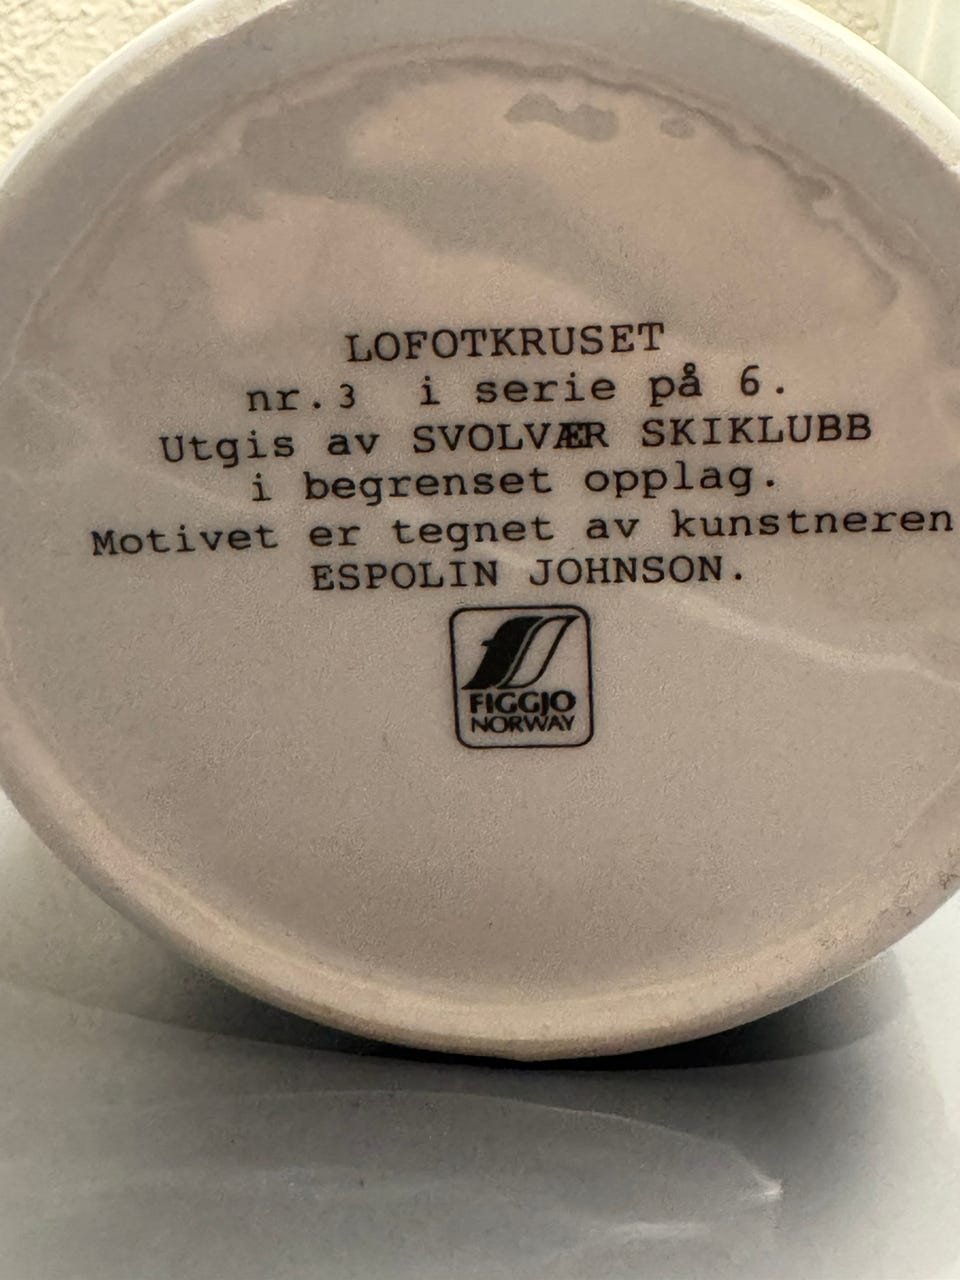 LOFOTKRUSET
nr.3 i serie på 6.
Utgis av SVOLVÆR SKIKLUBB
i begrenset opplag.
Motivet er tegnet av kunstneren
ESPOLIN JOHNSON.
FIGGJO
NORWAY